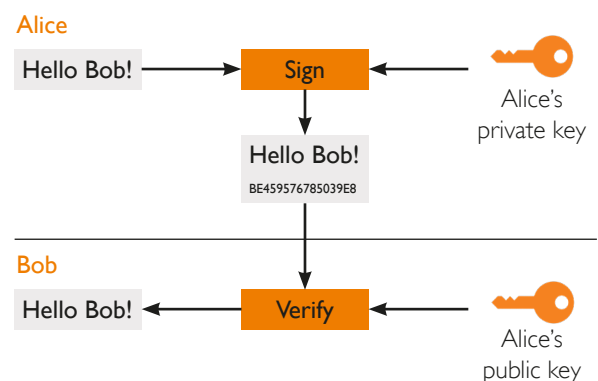 Alice
Hello Bob!
Sign
Alice's
private key
Hello Bob!
BE459576785039E8
Bob
Hello Bob!
Verify
Alice's
public key